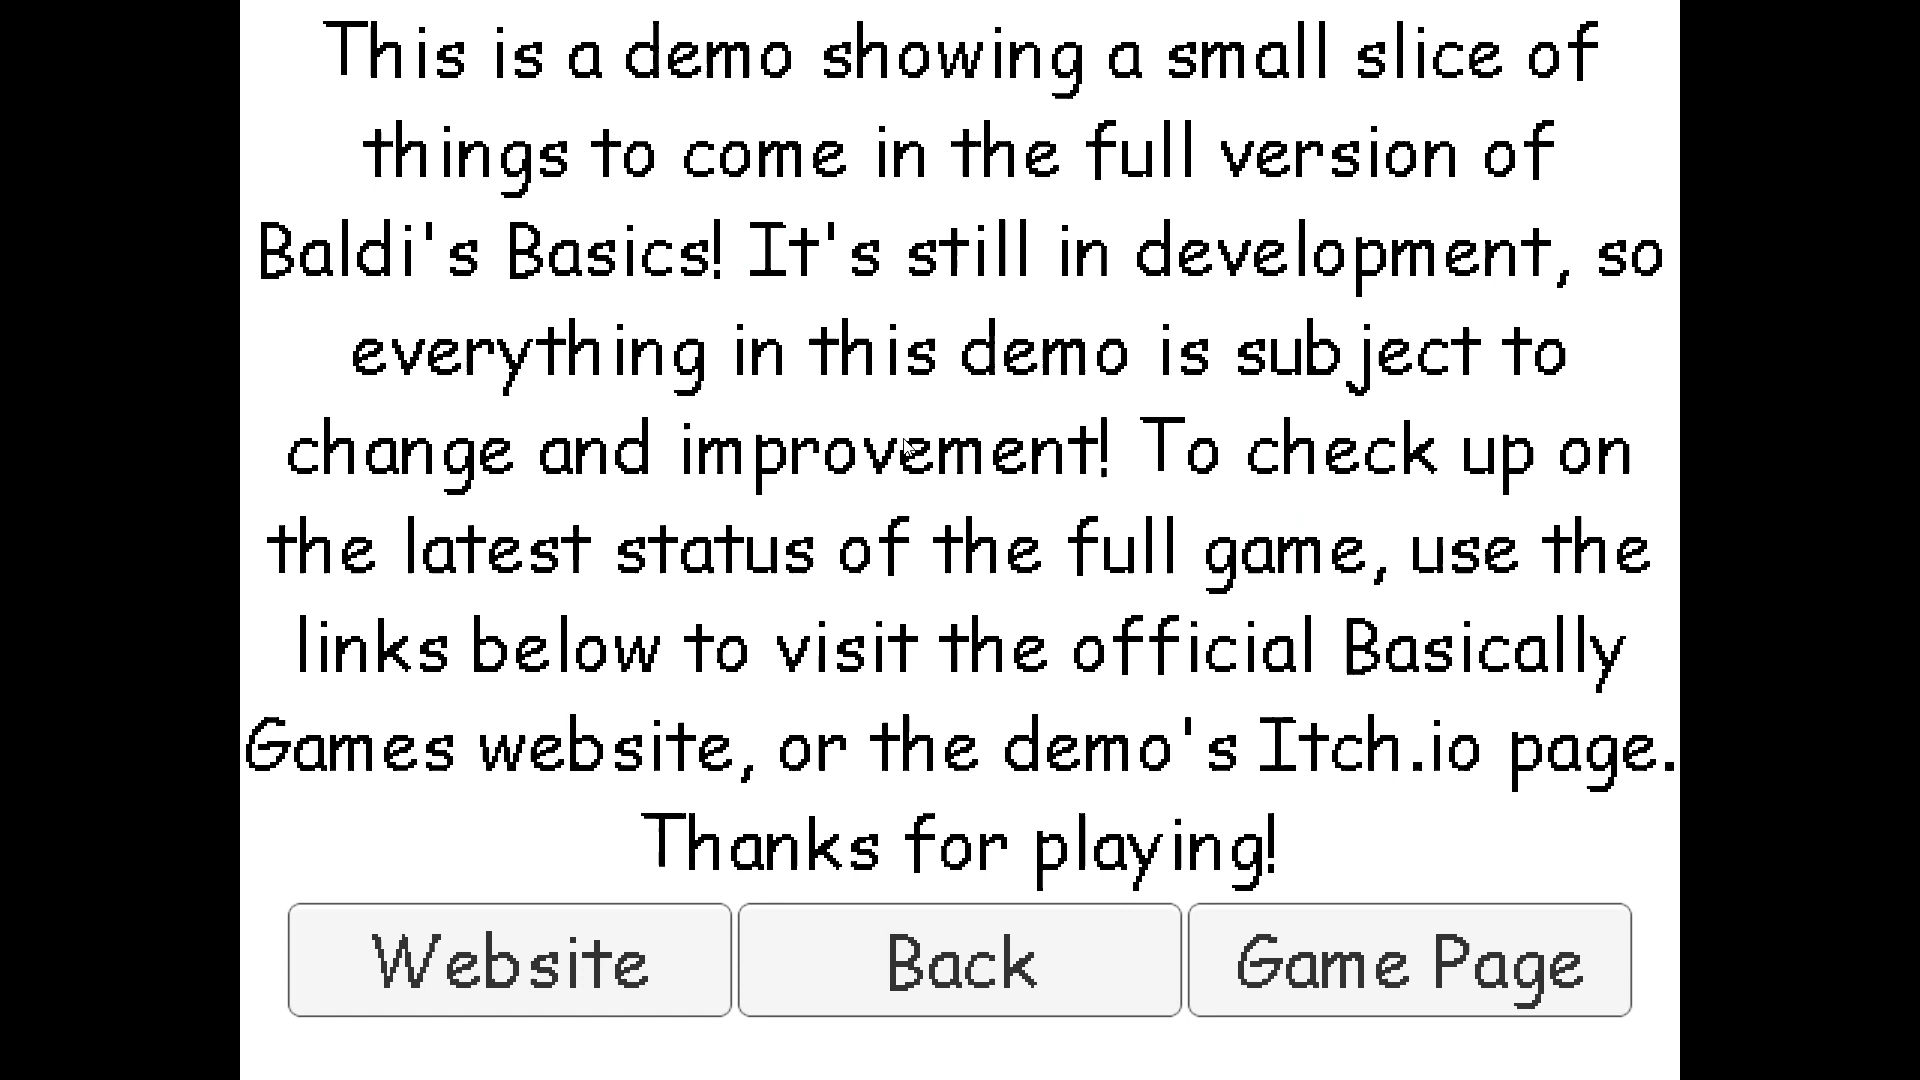 This is a demo showing a small slice of
things to come in the full version of
Baldi's Basics! It's still in development, so
everything in this demo is subject to
change and improvement! To check up on
the latest status of the full game, use the
links below to visit the official Basically
Games website, or the demo's Itch.io page.
Thanks for playing!
Website
Back
Game Page